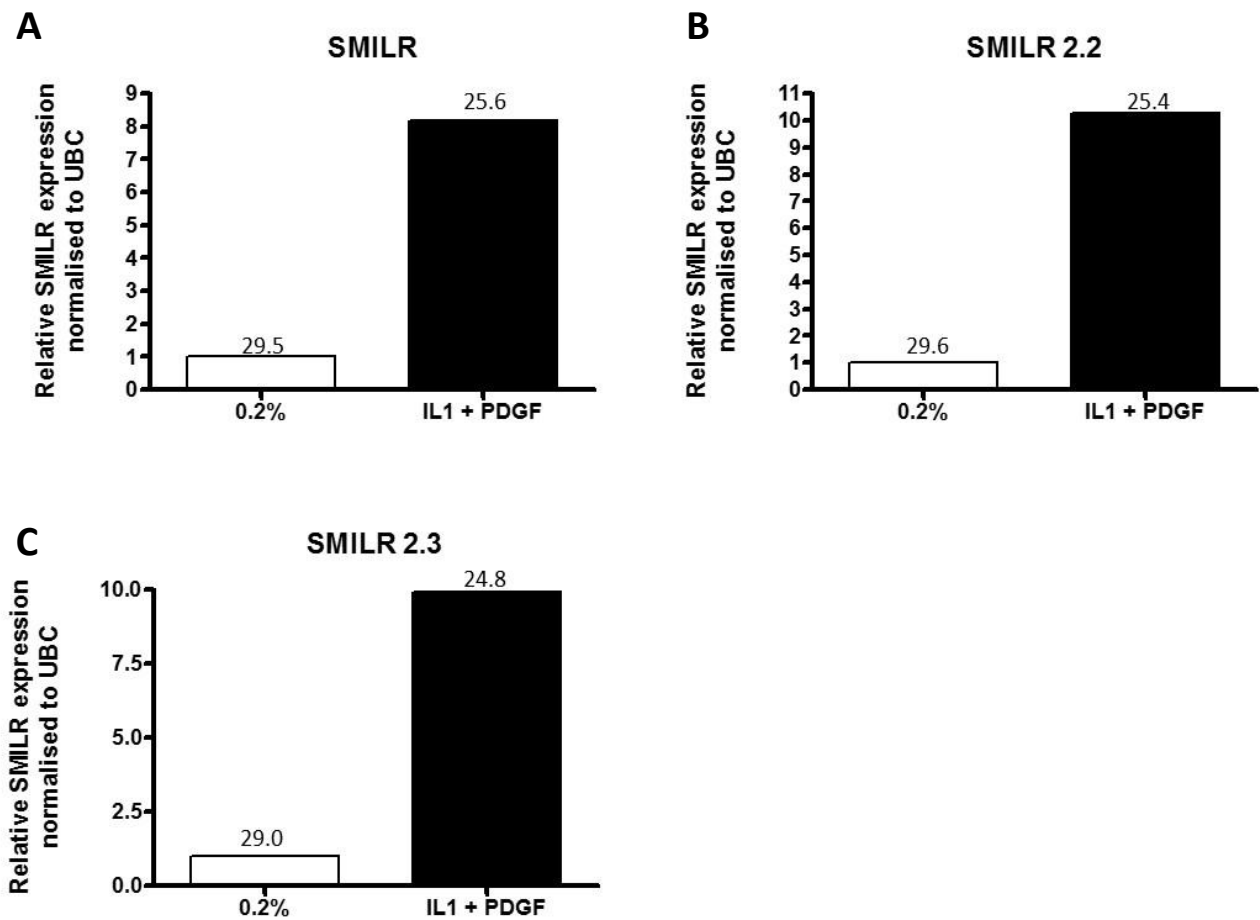 A
SMILR
Relative SMILR expression
normalised to UBC
9
8
7
6
5
4
3
2
1
0
29.5
25.6
0.2%
IL1 + PDGF
B
SMILR 2.2
Relative SMILR expression
normalised to UBC
11
10
9
8
7
6
5
4
3
2
1
0
29.6
25.4
0.2%
IL1 + PDGF
C
SMILR 2.3
Relative SMILR expression
normalised to UBC
10.0
7.5
5.0
2.5
0.0
29.0
24.8
0.2%
IL1 + PDGF